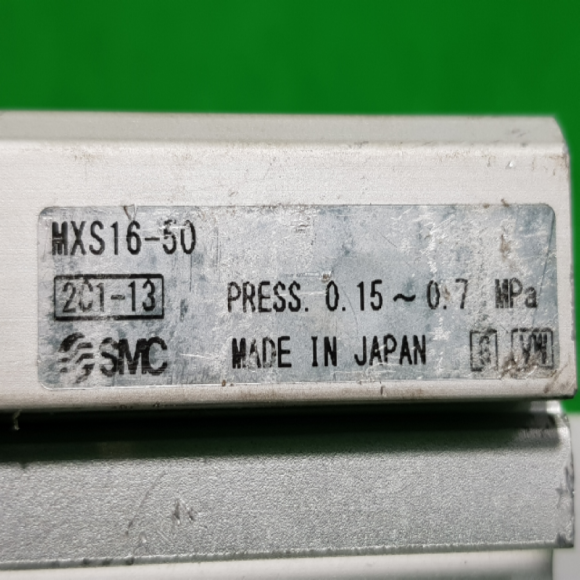 MXS16-50
2C1-13 PRESS. 0.15~0.7 MPa
SMC MADE IN JAPAN